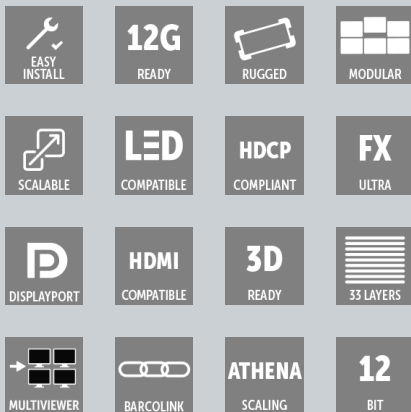 EASY
INSTALL
12G
READY
RUGGED
MODULAR
SCALABLE
LED
COMPATIBLE
HDCP
COMPLIANT
FX
ULTRA
D
DISPLAYPORT
HDMI
COMPATIBLE
3D
READY
33 LAYERS
MULTIVIEWER
BARCOLINK
ATHENA
SCALING
12
BIT